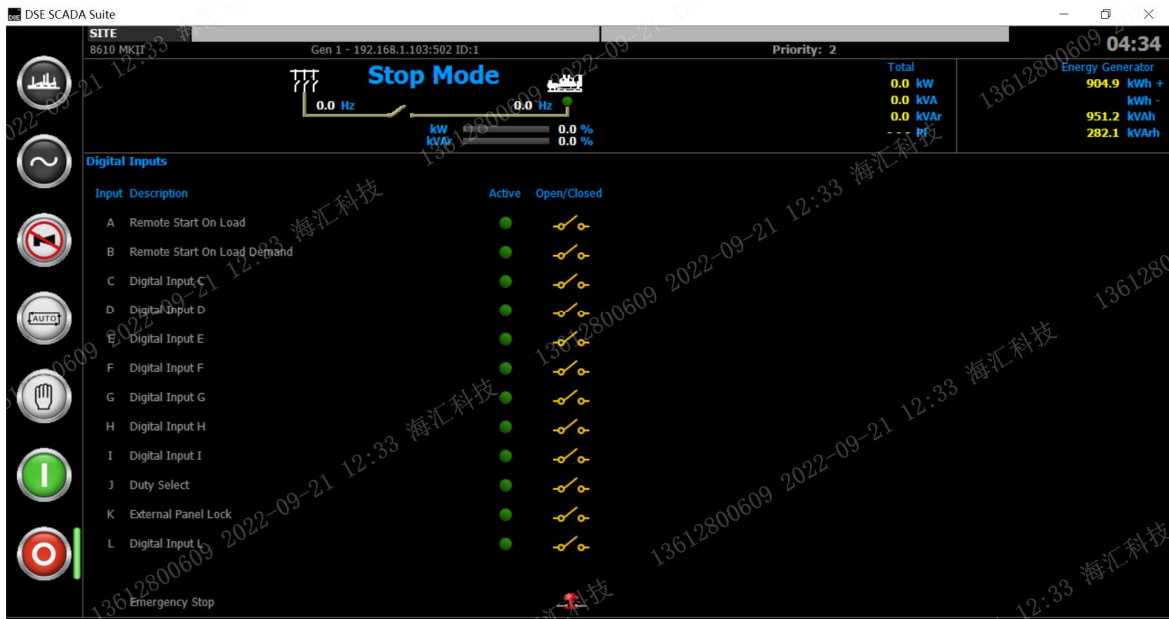 DSE DSE SCADA Suite
SITE
8610 MKII Gen 1 - 192.168.1.103:502 ID:1 Priority: 2 04:34
Stop Mode
0.0 Hz 0.0 Hz
kW 0.0 %
kVAr 0.0 %
Total
0.0 kW
0.0 kVA
0.0 kVAr
- - - PF
Energy Generator
904.9 kWh +
kWh -
951.2 kVAh
282.1 kVArh
Digital Inputs
Input Description Active Open/Closed
A Remote Start On Load
B Remote Start On Load Demand
C Digital Input C
D Digital Input D
E Digital Input E
F Digital Input F
G Digital Input G
H Digital Input H
I Digital Input I
J Duty Select
K External Panel Lock
L Digital Input L
Emergency Stop
AUTO
13612800609 2022-09-21 12:33 海汇科技